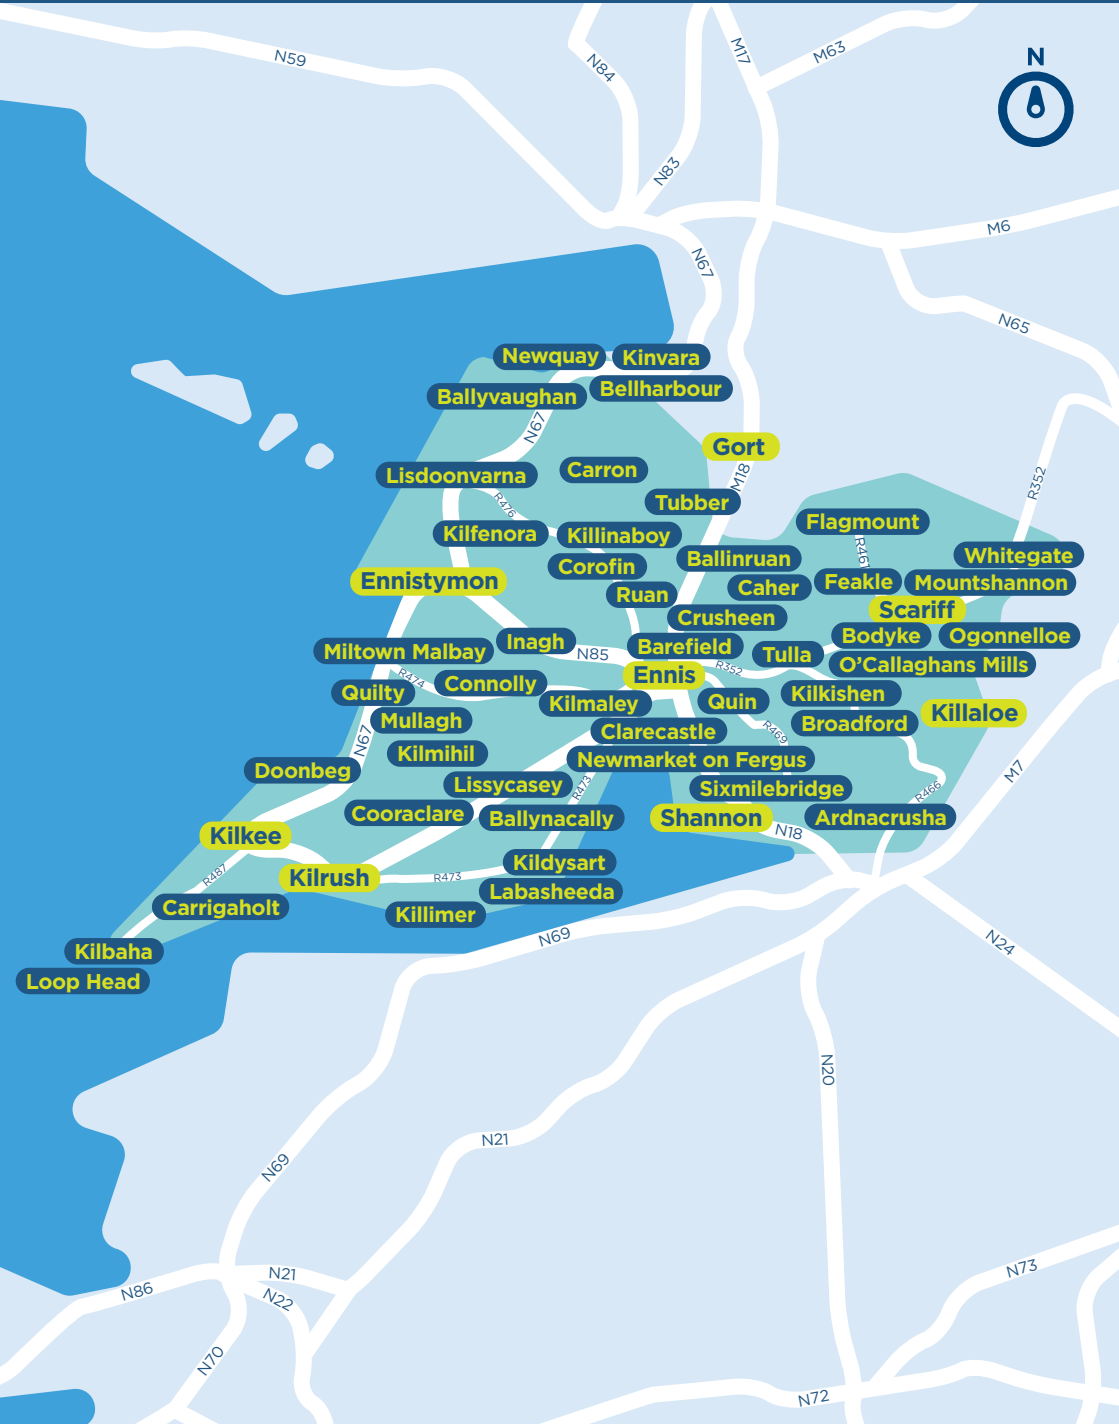 N59
N84
M17
M63
N
N83
N67
M6
N65
Newquay
Kinvara
Ballyvaughan
Bellharbour
N67
Gort
M18
R352
Lisdoonvarna
Carron
Tubber
R476
Flagmount
Kilfenora
Killinaboy
R461
Whitegate
Corofin
Ballinruan
Ennistymon
Ruan
Caher
Feakle
Mountshannon
Scariff
Crusheen
Bodyke
Ogonnelloe
Inagh
Barefield
Miltown Malbay
N85
Tulla
O'Callaghans Mills
R352
R474
Ennis
Connolly
Quilty
Kilmaley
Quin
Kilkishen
Killaloe
Mullagh
Broadford
Clarecastle
R469
N67
Kilmihil
Newmarket on Fergus
Doonbeg
M7
Lissycasey
R473
Sixmilebridge
R466
Cooraclare
Ballynacally
Shannon
Ardnacrusha
N18
Kilkee
Kildysart
R487
Kilrush
R473
Labasheeda
Carrigaholt
Killimer
N69
N24
Kilbaha
Loop Head
N20
N21
N69
N73
N21
N86
N22
N70
N72